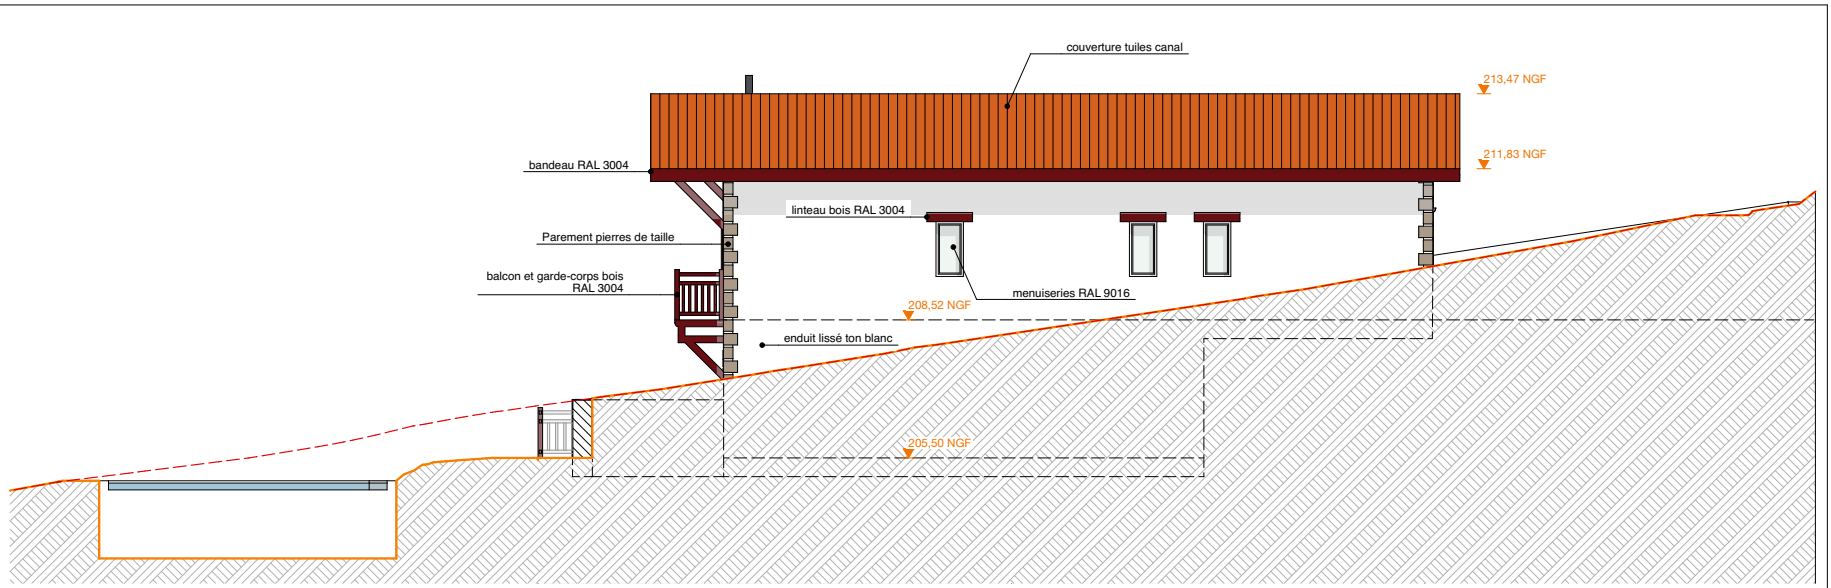 couverture tuiles canal
213,47 NGF
bandeau RAL 3004
211,83 NGF
linteau bois RAL 3004
Parement pierres de taille
balcon et garde-corps bois
RAL 3004
menuiseries RAL 9016
208,52 NGF
enduit lissé ton blanc
205,50 NGF